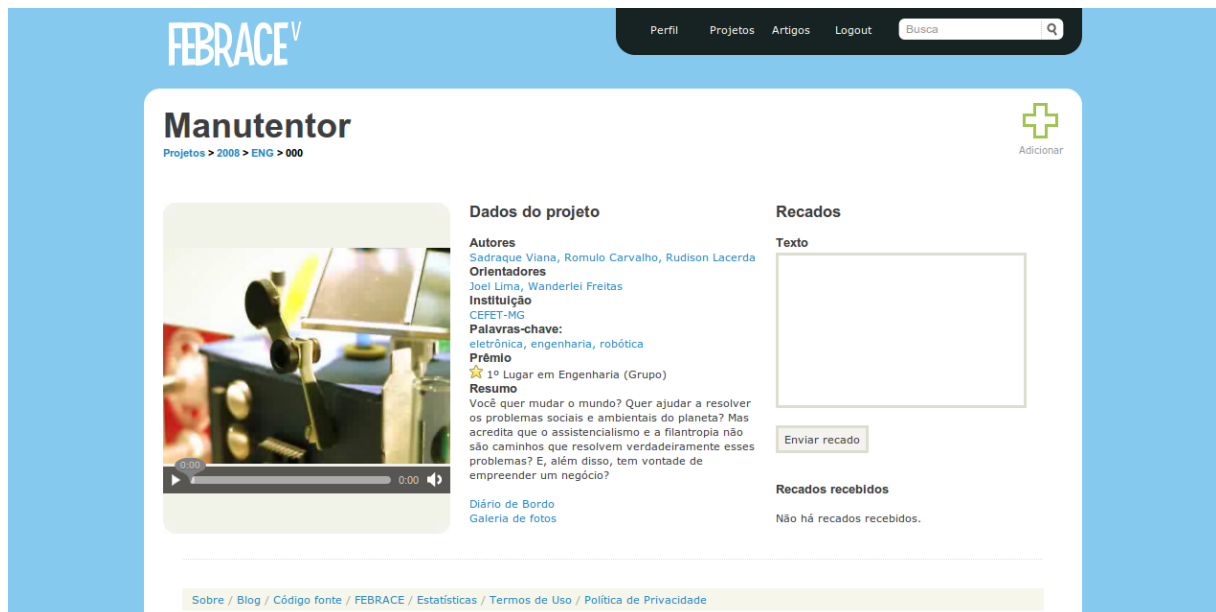 FEBRACE V
Perfil Projetos Artigos Logout Busca
Manutentor
Projetos > 2008 > ENG > 000
Adicionar
Dados do projeto
Autores
Sadraque Viana, Romulo Carvalho, Rudison Lacerda
Orientadores
Joel Lima, Wanderlei Freitas
Instituição
CEFET-MG
Palavras-chave:
eletrônica, engenharia, robótica
Prêmio
1º Lugar em Engenharia (Grupo)
Resumo
Você quer mudar o mundo? Quer ajudar a resolver
os problemas sociais e ambientais do planeta? Mas
acredita que o assistencialismo e a filantropia não
são caminhos que resolvem verdadeiramente esses
problemas? E, além disso, tem vontade de
empreender um negócio?
Diário de Bordo
Galeria de fotos
Recados
Texto
Enviar recado
Recados recebidos
Não há recados recebidos.
0:00
0:00
Sobre / Blog / Código fonte / FEBRACE / Estatísticas / Termos de Uso / Política de Privacidade